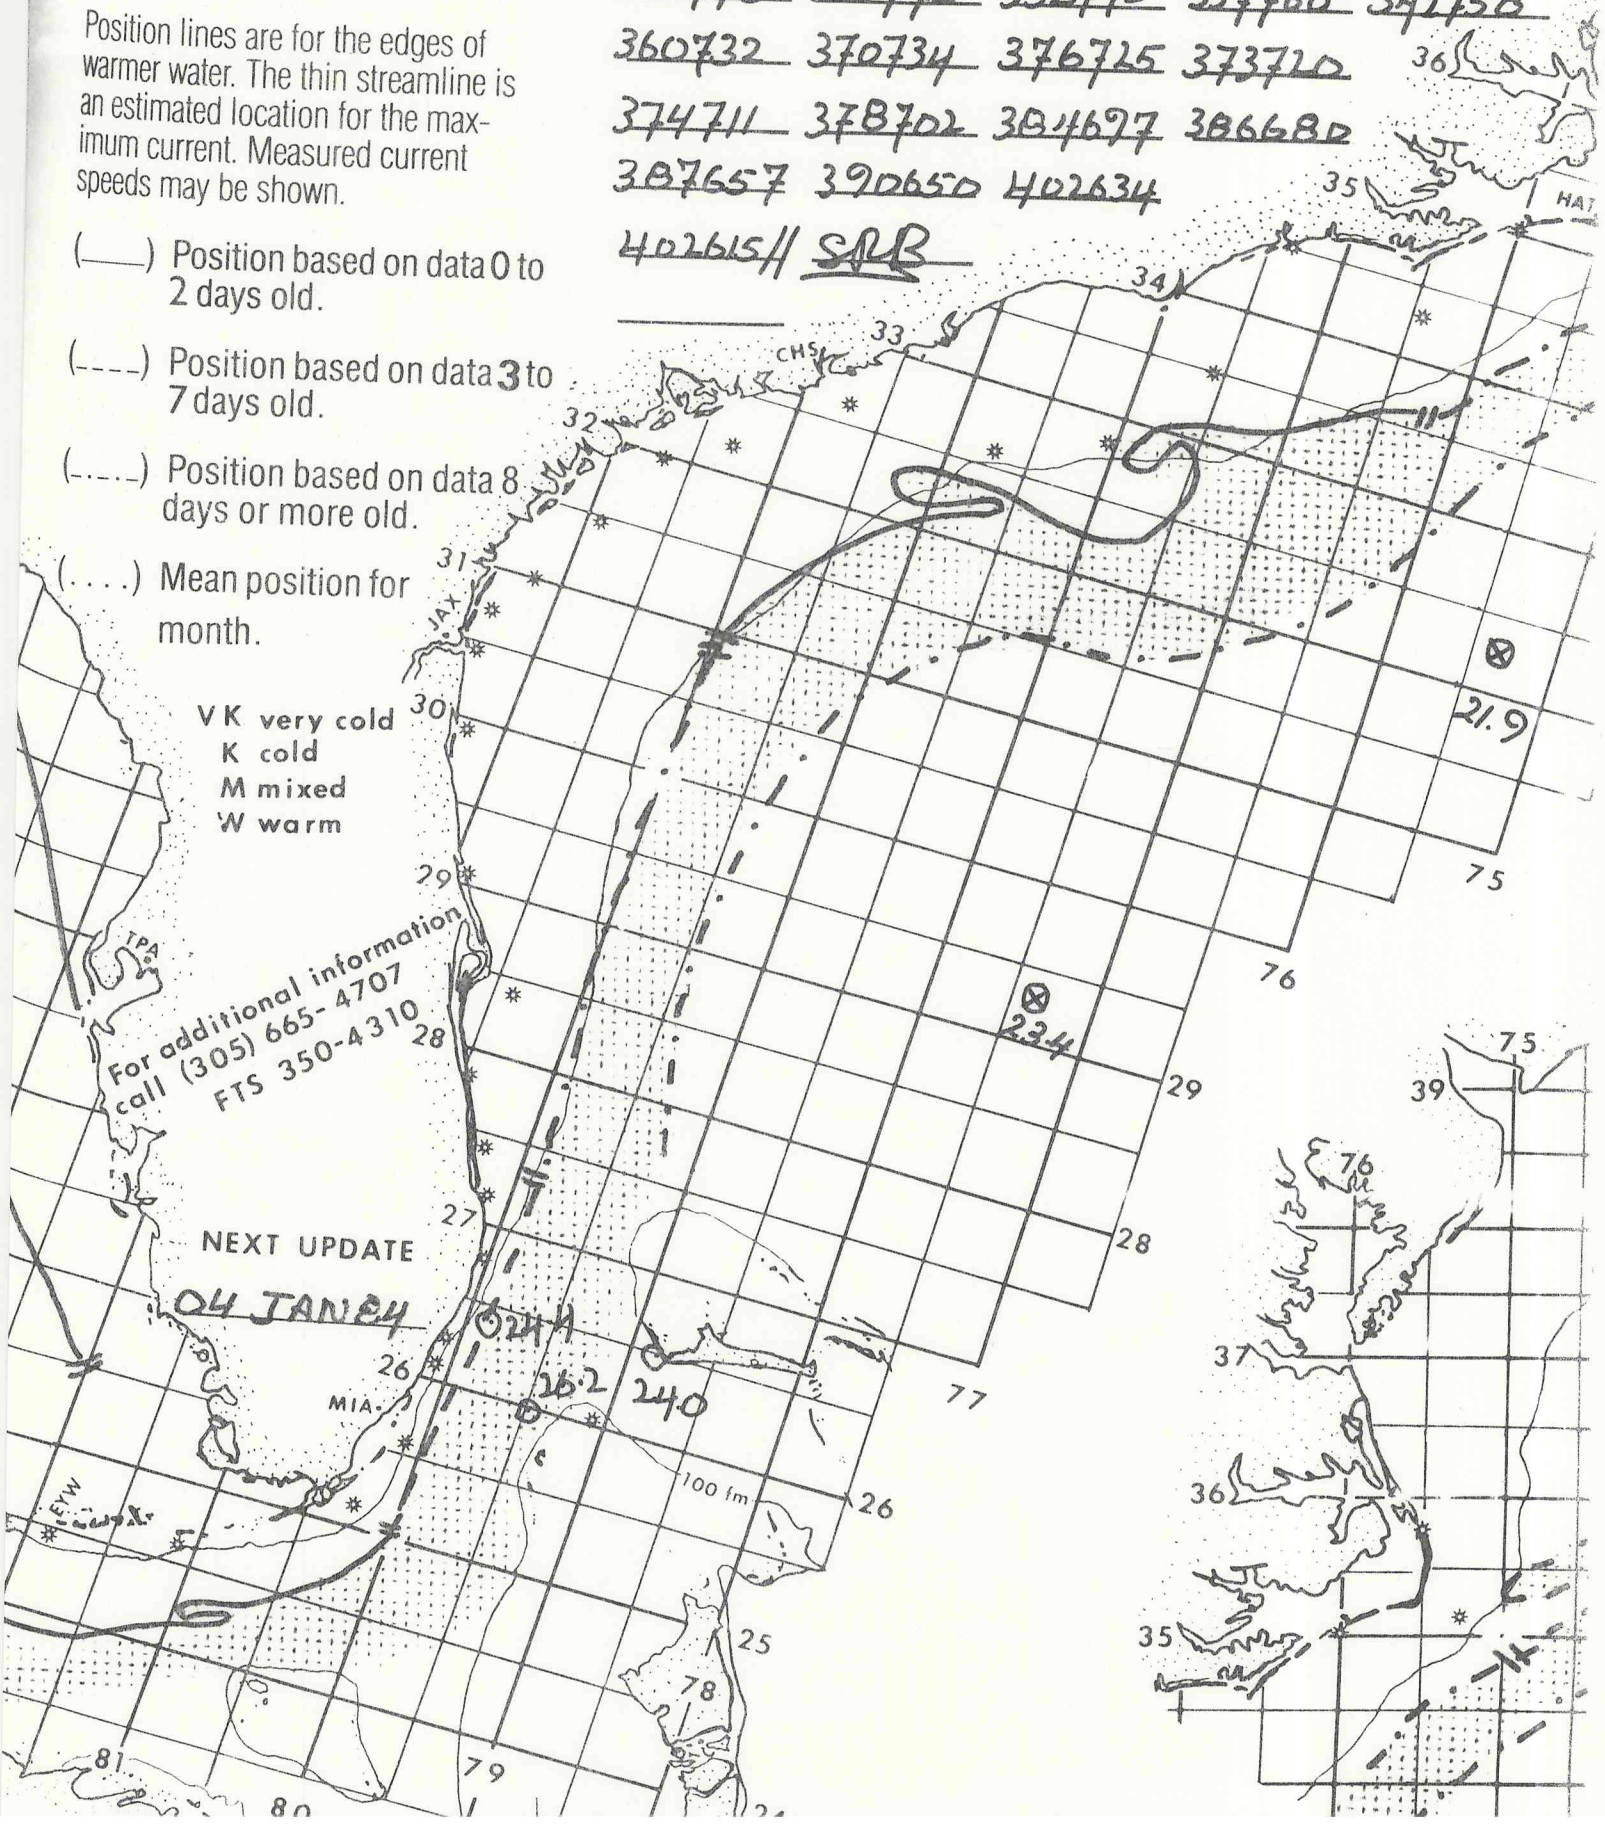 Position lines are for the edges of
warmer water. The thin streamline is
an estimated location for the max-
imum current. Measured current
speeds may be shown.
(___) Position based on data 0 to
2 days old.
(----) Position based on data 3 to
7 days old.
(_.._._) Position based on data 8
days or more old.
(....) Mean position for
month.
360732 370734 376725 373720
374711 378702 384697 386680
387657 390650 402634
402615// SRB
36
35
HAT
34
33
CHS
32
31
JAX
30
VK very cold
K cold
M mixed
W warm
29
TPA
For additional information
call (305) 665-4707
FTS 350-4310
28
27
NEXT UPDATE
04 JAN84
26
MIA
EYW
21.9
75
76
23.4
29
28
77
24.4
26.2
240
100 fm
26
25
78
79
80
81
75
39
76
37
36
35